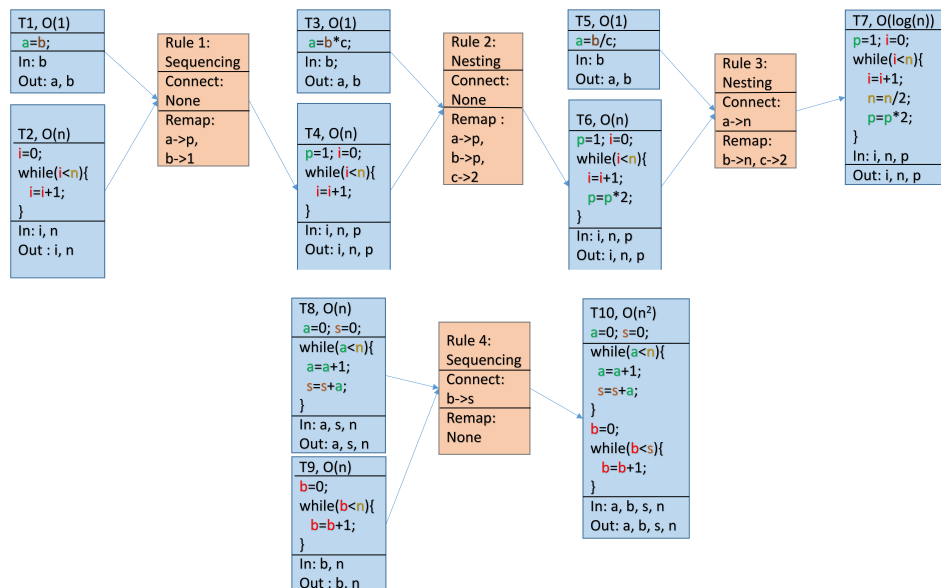 T1, O(1)
a=b;
In: b
Out: a, b
T2, O(n)
i=0;
while(i<n){
i=i+1;
}
In: i, n
Out : i, n
Rule 1:
Sequencing
Connect:
None
Remap:
a->p,
b->1
T3, O(1)
a=b*c;
In: b;
Out: a, b
T4, O(n)
p=1; i=0;
while(i<n){
i=i+1;
}
In: i, n, p
Out: i, n, p
Rule 2:
Nesting
Connect:
None
Remap :
a->p,
b->p,
c->2
T5, O(1)
a=b/c;
In: b
Out: a, b
T6, O(n)
p=1; i=0;
while(i<n){
i=i+1;
p=p*2;
}
In: i, n, p
Out: i, n, p
Rule 3:
Nesting
Connect:
a->n
Remap:
b->n, c->2
T7, O(log(n))
p=1; i=0;
while(i<n){
i=i+1;
n=n/2;
p=p*2;
}
In: i, n, p
Out: i, n, p
T8, O(n)
a=0; s=0;
while(a<n){
a=a+1;
s=s+a;
}
In: a, s, n
Out: a, s, n
T9, O(n)
b=0;
while(b<n){
b=b+1;
}
In: b, n
Out : b, n
Rule 4:
Sequencing
Connect:
b->s
Remap:
None
T10, O(n²)
a=0; s=0;
while(a<n){
a=a+1;
s=s+a;
}
b=0;
while(b<s){
b=b+1;
}
In: a, b, s, n
Out: a, b, s, n